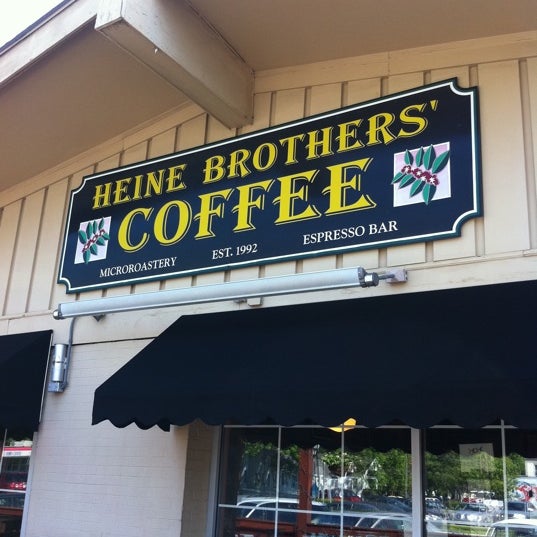 HEINE BROTHERS'
COFFEE
MICROROASTERY EST. 1992 ESPRESSO BAR